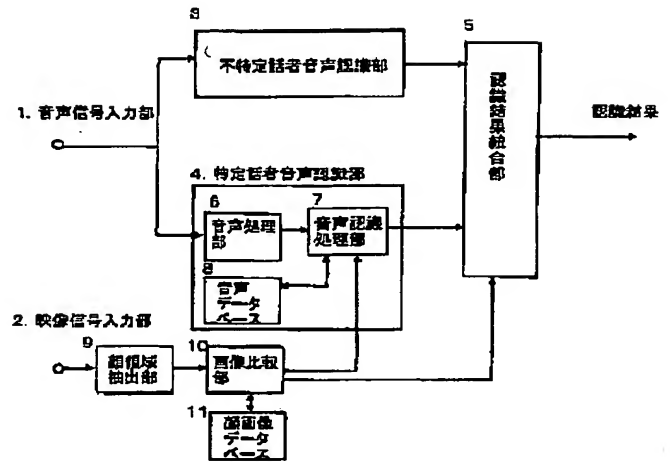 3
不特定話者音声認識部
5
認識結果統合部
認識結果
1. 音声信号入力部
4. 特定話者音声認識部
6
音声処理
部
7
音声認識
処理部
8
音声
データ
ベース
2. 映像信号入力部
9
顔領域
抽出部
10
画像比較
部
11
顔画像
データ
ベース